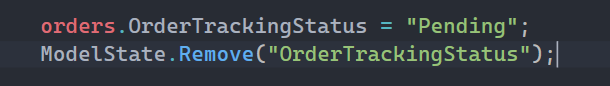 orders.OrderTrackingStatus = "Pending";
ModelState.Remove("OrderTrackingStatus");